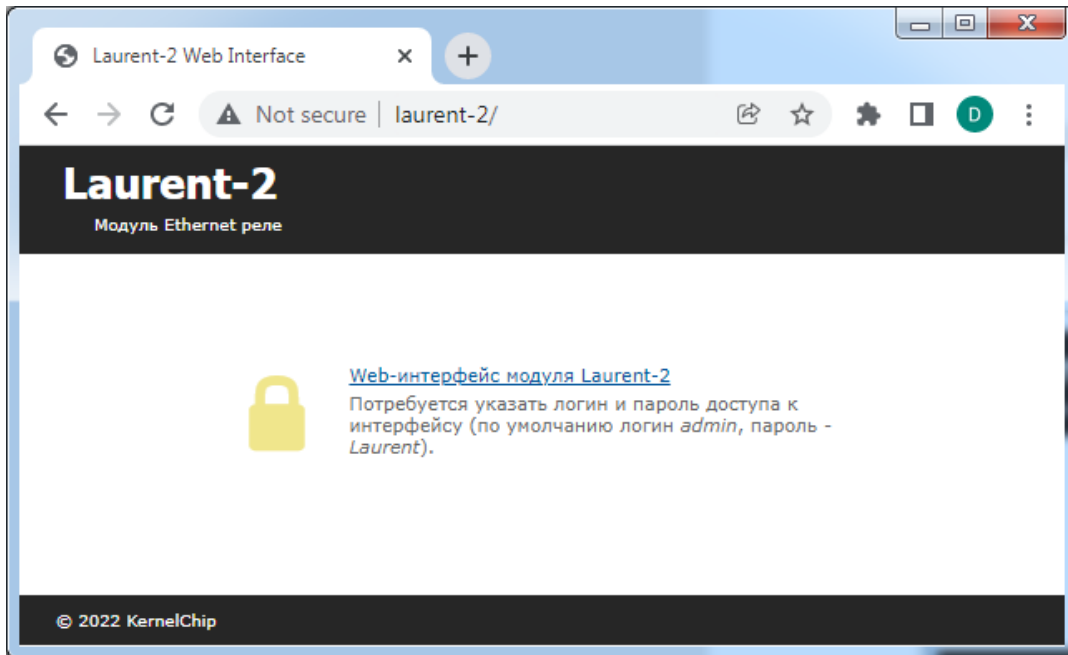 Laurent-2 Web Interface
Not secure laurent-2/
D
Laurent-2
Модуль Ethernet реле
Web-интерфейс модуля Laurent-2
Потребуется указать логин и пароль доступа к
интерфейсу (по умолчанию логин admin, пароль -
Laurent).
© 2022 KernelChip